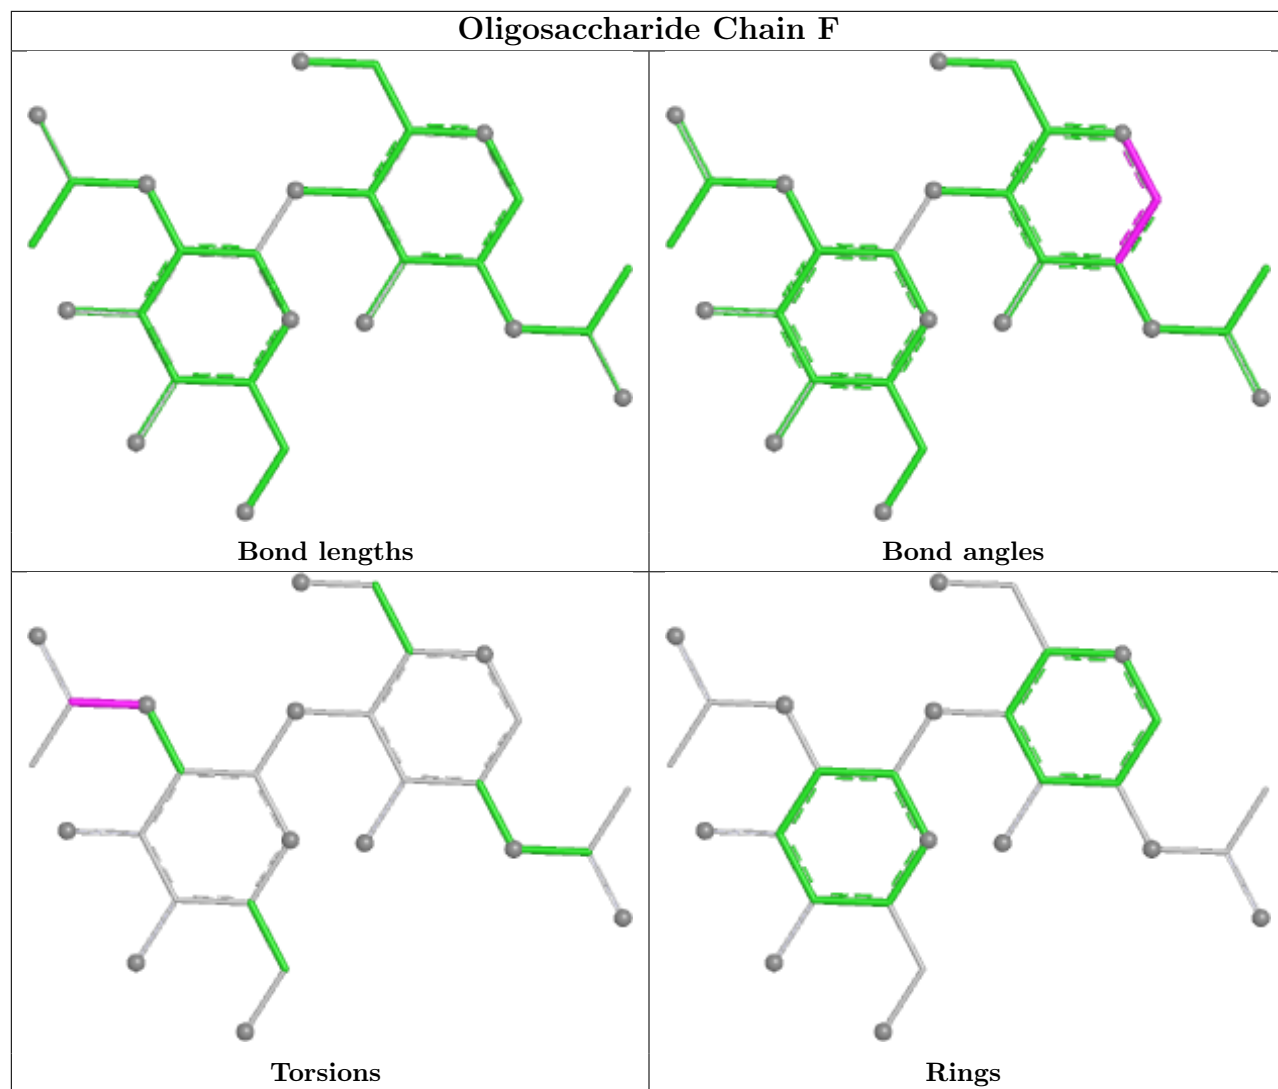 Oligosaccharide Chain F
Bond lengths
Bond angles
Torsions
Rings